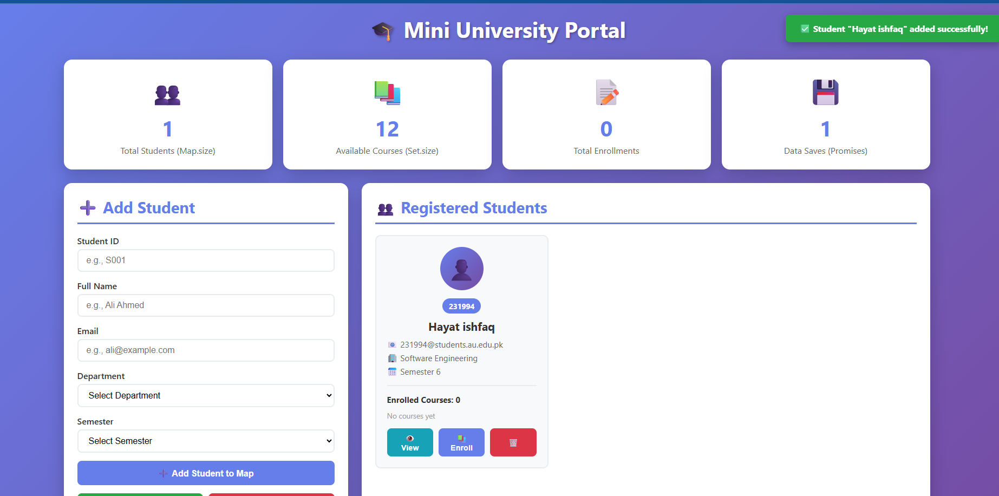 Mini University Portal
Student "Hayat ishfaq" added successfully!
1
Total Students (Map.size)
12
Available Courses (Set.size)
0
Total Enrollments
1
Data Saves (Promises)
Add Student
Student ID
e.g., S001
Full Name
e.g., Ali Ahmed
Email
e.g., ali@example.com
Department
Select Department
Semester
Select Semester
Add Student to Map
Registered Students
231994
Hayat ishfaq
231994@students.au.edu.pk
Software Engineering
Semester 6
Enrolled Courses: 0
No courses yet
View
Enroll